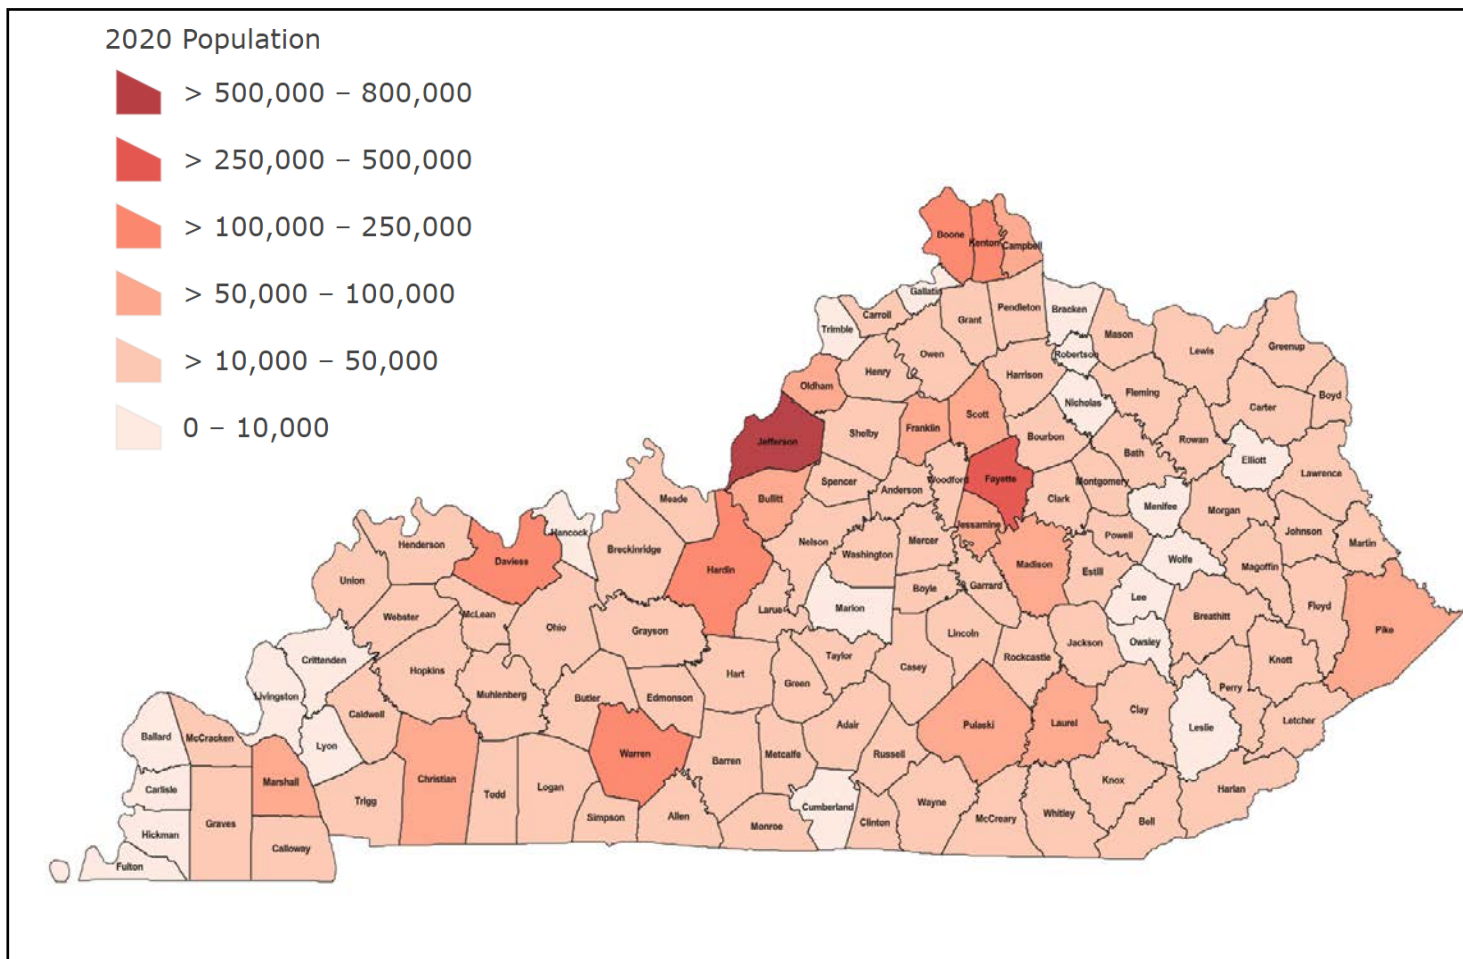 2020 Population
> 500,000 – 800,000
> 250,000 – 500,000
> 100,000 – 250,000
> 50,000 – 100,000
> 10,000 – 50,000
0 – 10,000
Boone
Kenton
Campbell
Gallatin
Trimble
Carroll
Grant
Pendleton
Bracken
Mason
Owen
Robertson
Lewis
Greenup
Henry
Harrison
Oldham
Nicholas
Fleming
Carter
Boyd
Scott
Franklin
Shelby
Jefferson
Bourbon
Rowan
Bath
Elliott
Lawrence
Spencer
Anderson
Woodford
Fayette
Clark
Montgomery
Meade
Bullitt
Menifee
Morgan
Jessamine
Johnson
Hancock
Henderson
Daviess
Breckinridge
Nelson
Washington
Mercer
Powell
Martin
Hardin
Madison
Estill
Wolfe
Magoffin
Union
Boyle
Garrard
Lee
Larue
Marion
Floyd
Webster
McLean
Ohio
Grayson
Breathitt
Pike
Lincoln
Jackson
Owsley
Crittenden
Hopkins
Taylor
Casey
Rockcastle
Knott
Hart
Green
Livingston
Muhlenberg
Butler
Edmonson
Perry
Caldwell
Adair
Pulaski
Laurel
Clay
Leslie
Letcher
Ballard
McCracken
Lyon
Warren
Barren
Metcalfe
Russell
Marshall
Christian
Knox
Carlisle
Trigg
Todd
Logan
Harlan
Cumberland
Wayne
Simpson
Allen
Monroe
Clinton
McCreary
Whitley
Bell
Graves
Hickman
Calloway
Fulton